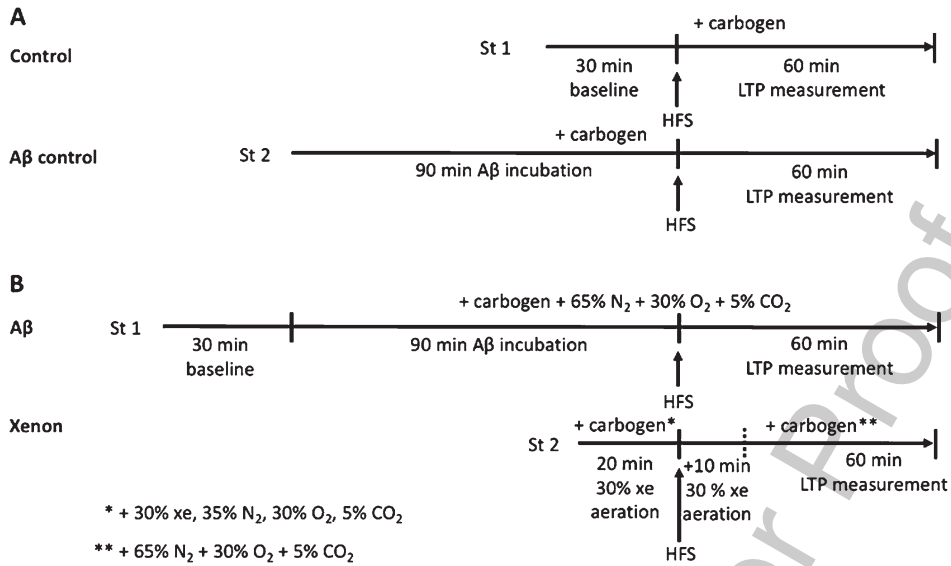 A
+ carbogen
Control
St 1
30 min
baseline
60 min
LTP measurement
HFS
+ carbogen
Aβ control
St 2
90 min Aβ incubation
60 min
LTP measurement
HFS
B
+ carbogen + 65% N₂ + 30% O₂ + 5% CO₂
Aβ
St 1
30 min
baseline
90 min Aβ incubation
60 min
LTP measurement
HFS
Xenon
+ carbogen*
+ carbogen**
St 2
20 min
30% xe
aeration
+10 min
30 % xe
aeration
60 min
LTP measurement
HFS
* + 30% xe, 35% N₂, 30% O₂, 5% CO₂
** + 65% N₂ + 30% O₂ + 5% CO₂
r Proof